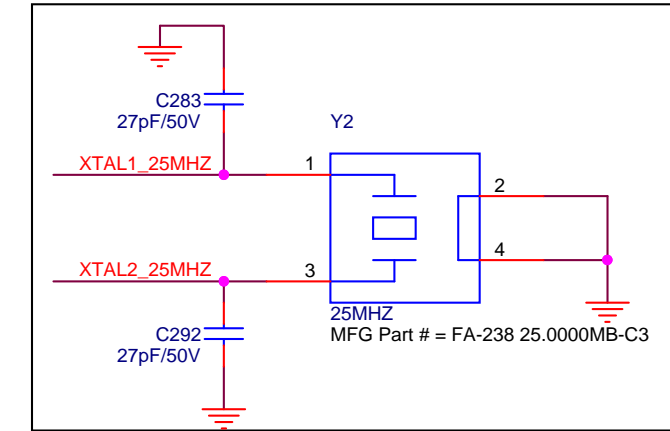 C283
27pF/50V
Y2
XTAL1_25MHZ
1
2
XTAL2_25MHZ
3
4
25MHZ
MFG Part # = FA-238 25.0000MB-C3
C292
27pF/50V